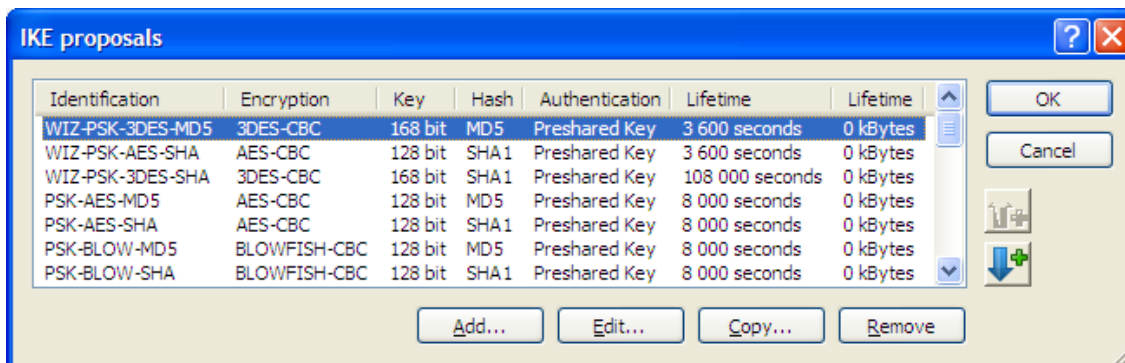 IKE proposals
Identification Encryption Key Hash Authentication Lifetime Lifetime
WIZ-PSK-3DES-MD5 3DES-CBC 168 bit MD5 Preshared Key 3 600 seconds 0 kBytes
WIZ-PSK-AES-SHA AES-CBC 128 bit SHA1 Preshared Key 3 600 seconds 0 kBytes
WIZ-PSK-3DES-SHA 3DES-CBC 168 bit SHA1 Preshared Key 108 000 seconds 0 kBytes
PSK-AES-MD5 AES-CBC 128 bit MD5 Preshared Key 8 000 seconds 0 kBytes
PSK-AES-SHA AES-CBC 128 bit SHA1 Preshared Key 8 000 seconds 0 kBytes
PSK-BLOW-MD5 BLOWFISH-CBC 128 bit MD5 Preshared Key 8 000 seconds 0 kBytes
PSK-BLOW-SHA BLOWFISH-CBC 128 bit SHA1 Preshared Key 8 000 seconds 0 kBytes
OK
Cancel
Add... Edit... Copy... Remove